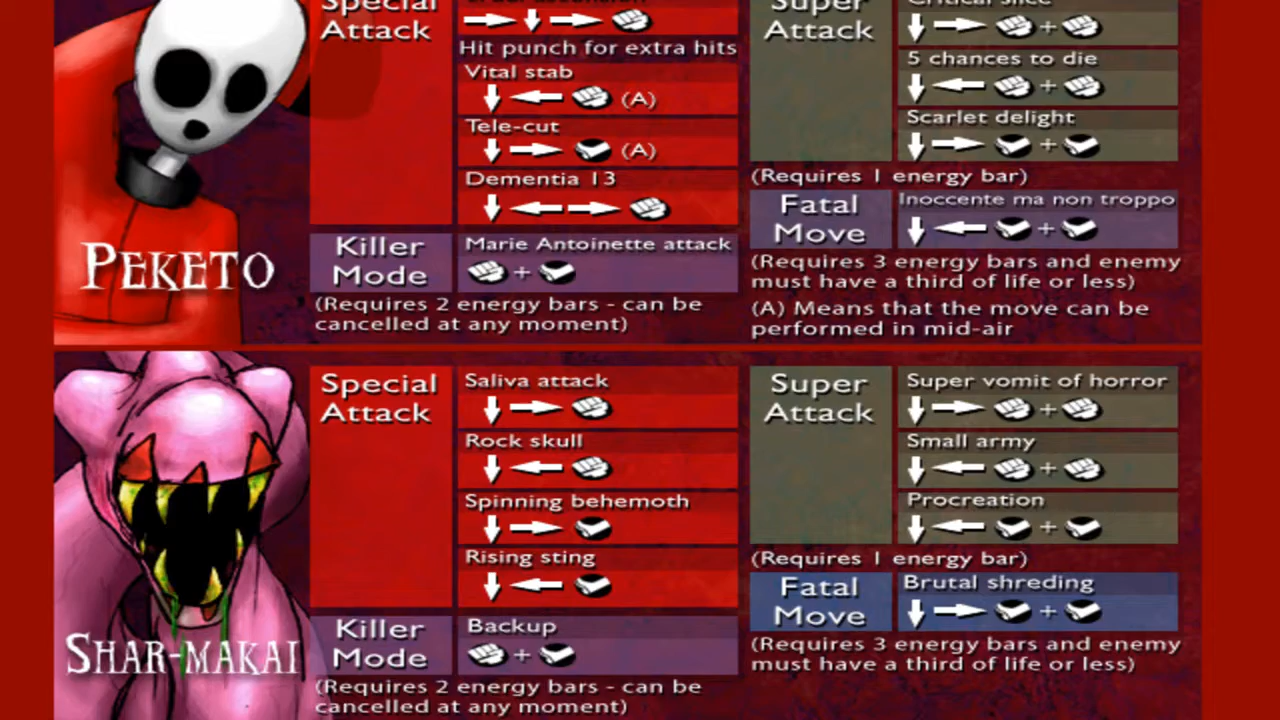 Special
Attack
Hit punch for extra hits
Vital stab
(A)
Tele-cut
(A)
Dementia 13
Killer
Mode
Marie Antoinette attack
+
(Requires 2 energy bars - can be
cancelled at any moment)
PEKETO
Super
Attack
Critical slice
+
5 chances to die
+
Scarlet delight
+
(Requires 1 energy bar)
Fatal
Move
Inoccente ma non troppo
+
(Requires 3 energy bars and enemy
must have a third of life or less)
(A) Means that the move can be
performed in mid-air
Special
Attack
Saliva attack
Rock skull
Spinning behemoth
Rising sting
Killer
Mode
Backup
+
(Requires 2 energy bars - can be
cancelled at any moment)
SHAR-MAKAI
Super
Attack
Super vomit of horror
+
Small army
+
Procreation
+
(Requires 1 energy bar)
Fatal
Move
Brutal shreding
+
(Requires 3 energy bars and enemy
must have a third of life or less)